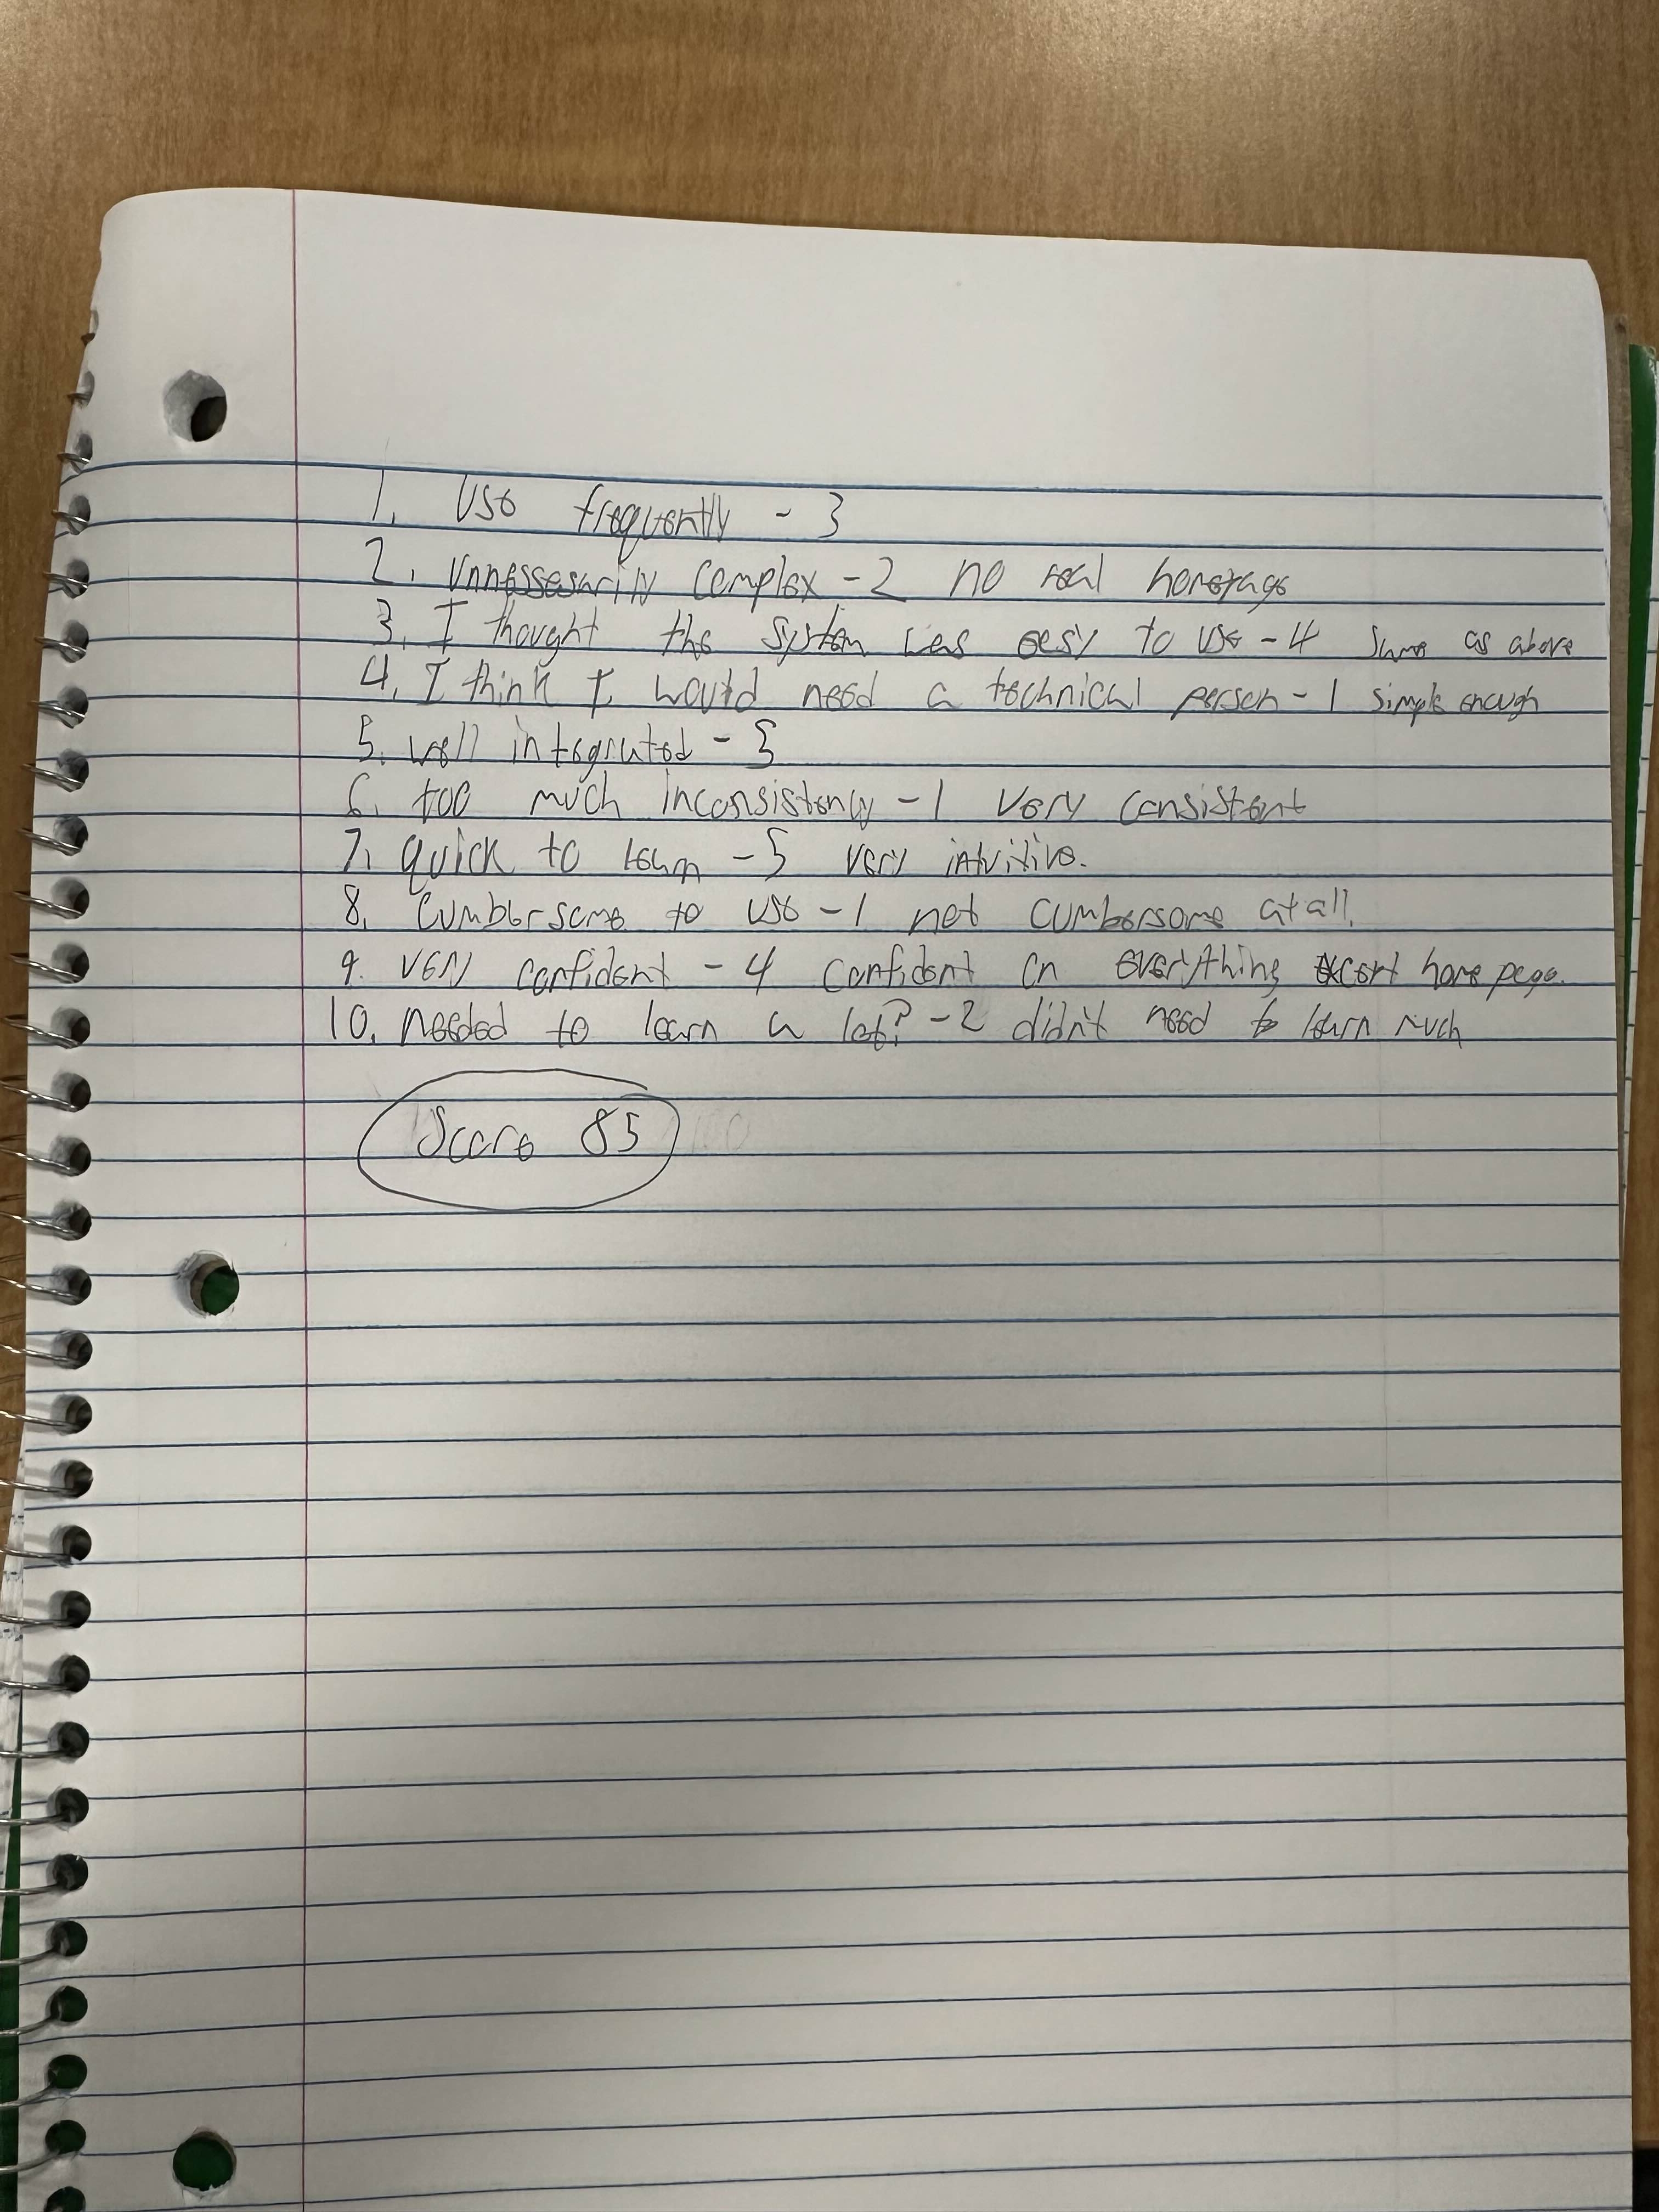 1. Use frequently - 3
2. Unnessesarily complex - 2 no real homepage
3. I thought the system was easy to use - 4 same as above
4. I think I would need a technical person - 1 simple enough
5. well integrated - 5
6. too much inconsistency - 1 very consistent
7. quick to learn - 5 very intuitive.
8. Cumbersome to use - 1 not cumbersome at all.
9. very confident - 4 confident on everything except home page.
10. needed to learn a lot? - 2 didn't need to learn much
Score 85